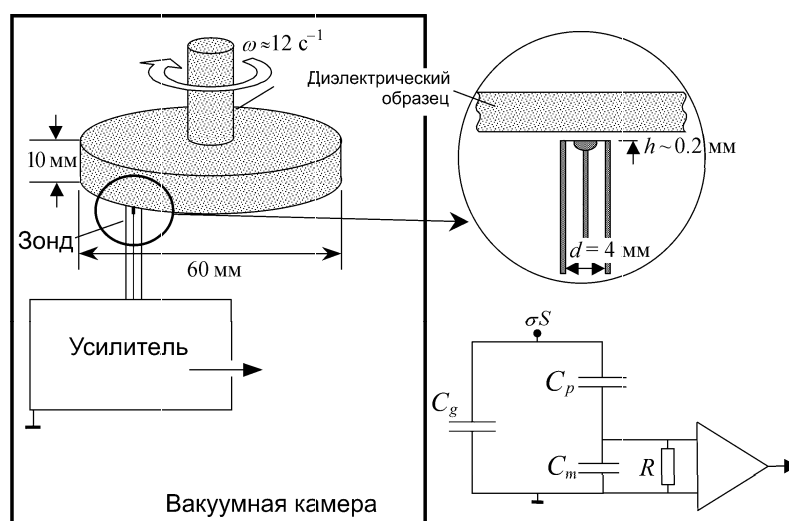 ω≈12 с⁻¹
Диэлектрический
образец
10 мм
h ~ 0.2 мм
Зонд
60 мм
d = 4 мм
Усилитель
σS
C_p
C_g
C_m
R
Вакуумная камера